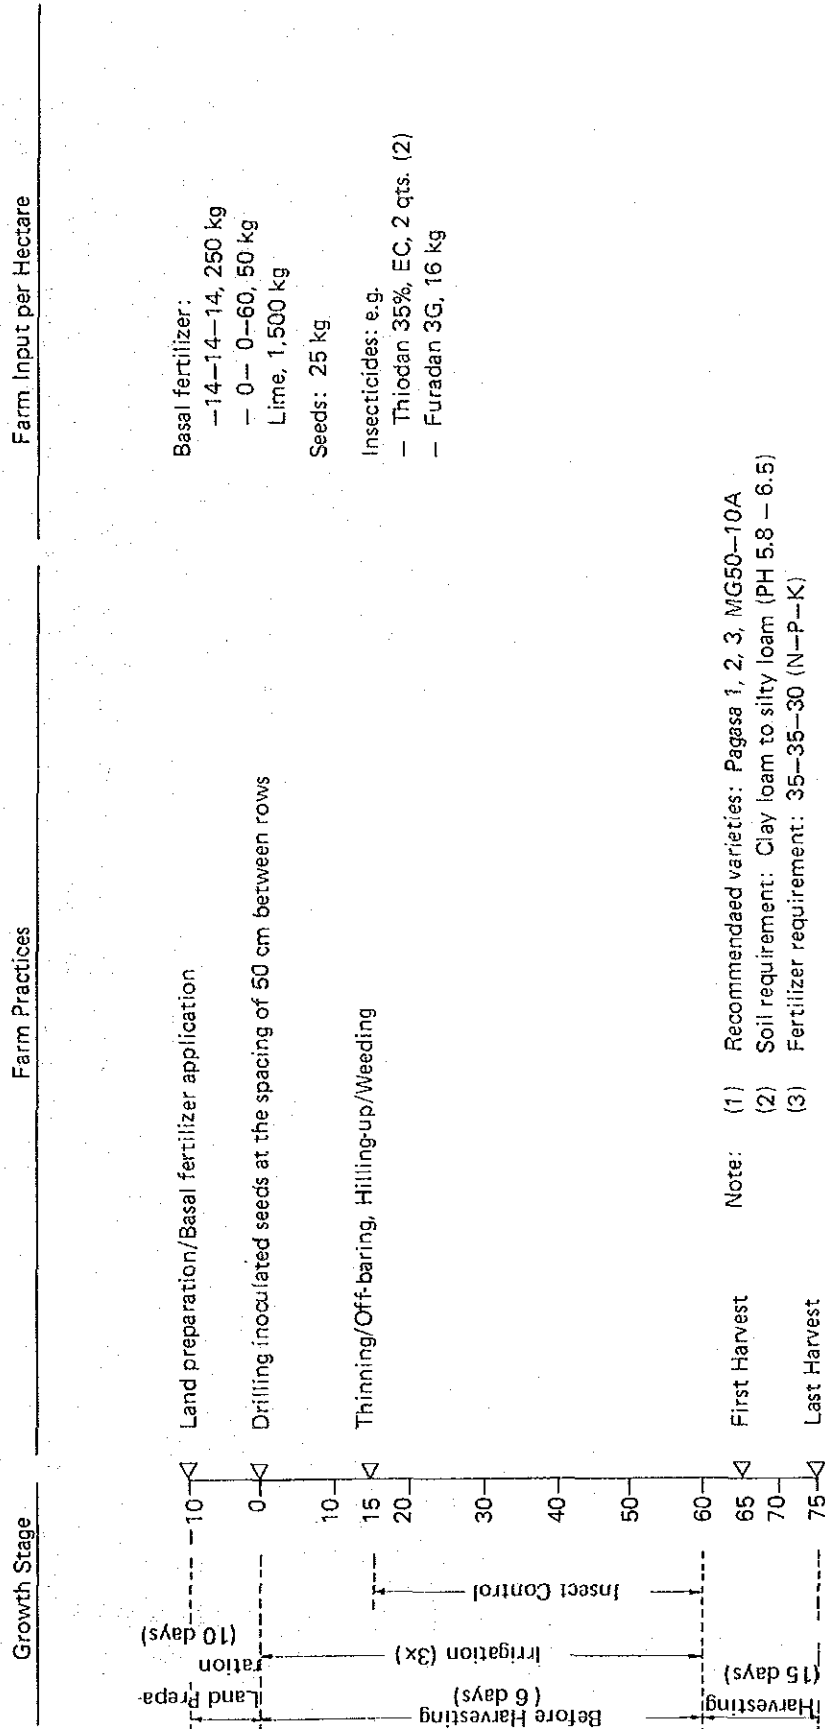 Growth Stage
Farm Practices
Farm Input per Hectare
Land Prepa-
ration
(10 days)
Before Harvesting
(6 days)
Harvesting
(15 days)
Irrigation (3x)
Insect Control
-10
0
10
15
20
30
40
50
60
65
70
75
Land preparation/Basal fertilizer application
Drilling inoculated seeds at the spacing of 50 cm between rows
Thinning/Off-baring, Hilling-up/Weeding
First Harvest
Last Harvest
Basal fertilizer:
–14–14–14, 250 kg
– 0– 0–60, 50 kg
Lime, 1,500 kg
Seeds: 25 kg
Insecticides: e.g.
– Thiodan 35%, EC, 2 qts. (2)
– Furadan 3G, 16 kg
Note: (1) Recommendaed varieties: Pagasa 1, 2, 3, MG50–10A
(2) Soil requirement: Clay loam to silty loam (PH 5.8 – 6.5)
(3) Fertilizer requirement: 35–35–30 (N–P–K)